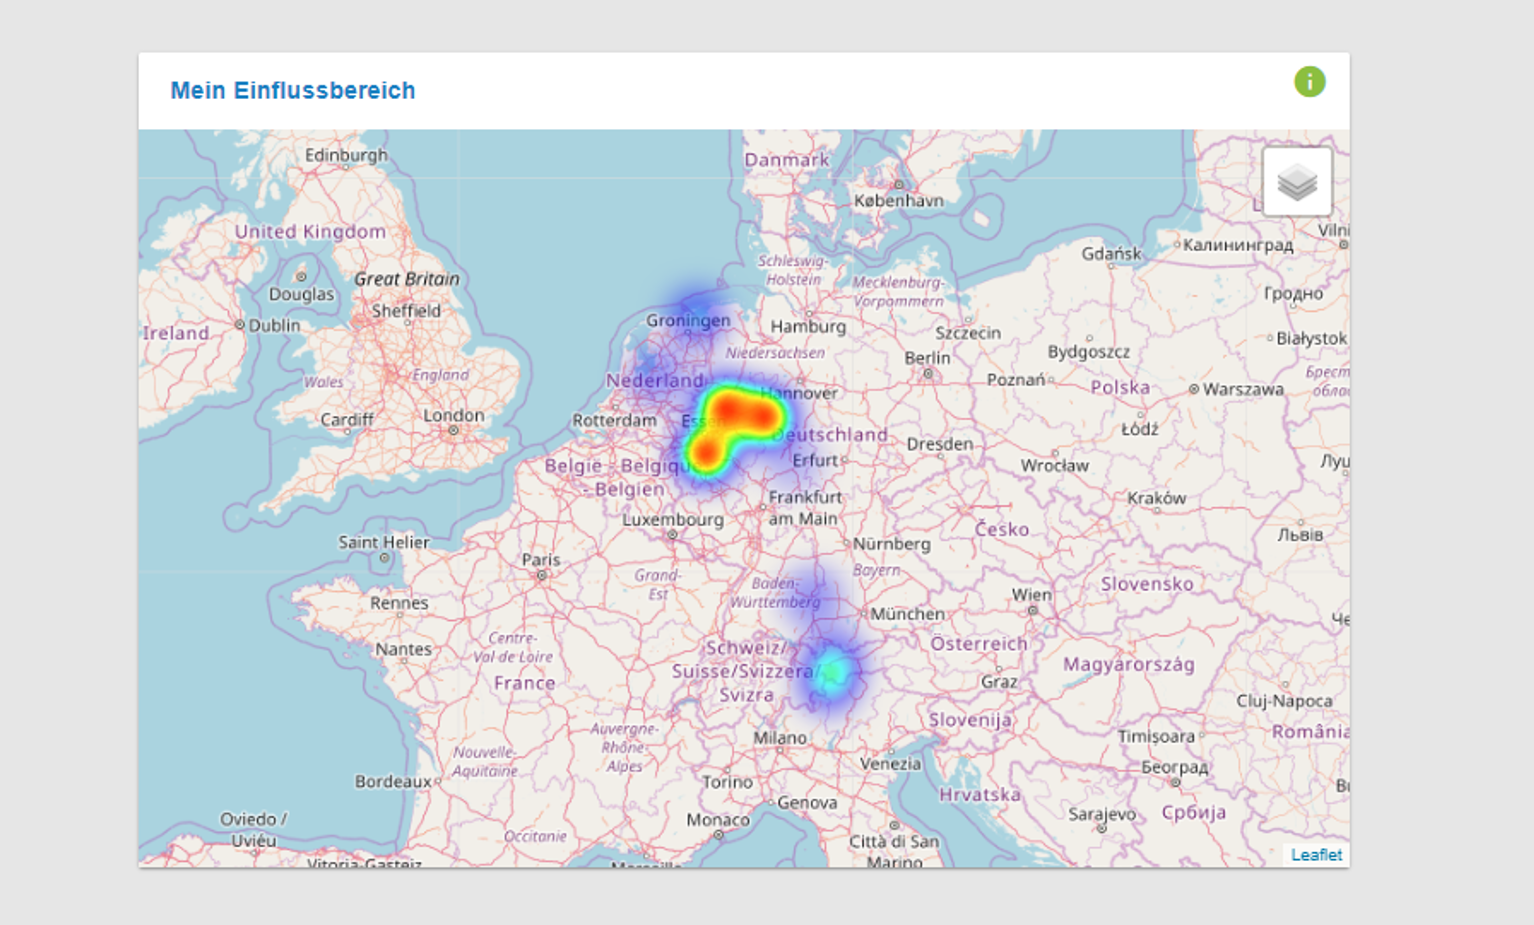 Mein Einflussbereich
Edinburgh
Danmark
København
United Kingdom
Gdańsk
Калининград
Great Britain
Schleswig-
Holstein
Mecklenburg-
Vorpommern
Douglas
Гродно
Sheffield
Dublin
Ireland
Groningen
Hamburg
Szczecin
Białystok
Niedersachsen
Berlin
Bydgoszcz
Wales
England
Nederland
Poznań
Polska
Warszawa
Hannover
Cardiff
London
Rotterdam
Łódź
Deutschland
Dresden
België - Belgique
- Belgien
Erfurt
Wrocław
Frankfurt
am Main
Kraków
Luxembourg
Česko
Львів
Saint Helier
Nürnberg
Paris
Grand-
Est
Baden-
Württemberg
Bayern
Slovensko
Rennes
München
Wien
Centre-
Val de Loire
Nantes
Schweiz/
Suisse/Svizzera/
Svizra
Österreich
Magyarország
France
Graz
Cluj-Napoca
Slovenija
Auvergne-
Rhône-
Alpes
Milano
Timișoara
România
Nouvelle-
Aquitaine
Venezia
Београд
Bordeaux
Torino
Hrvatska
Genova
Sarajevo
Србија
Oviedo /
Uviéu
Monaco
Occitanie
Città di San
Marino
Vitoria-Gasteiz
Marseille
Leaflet